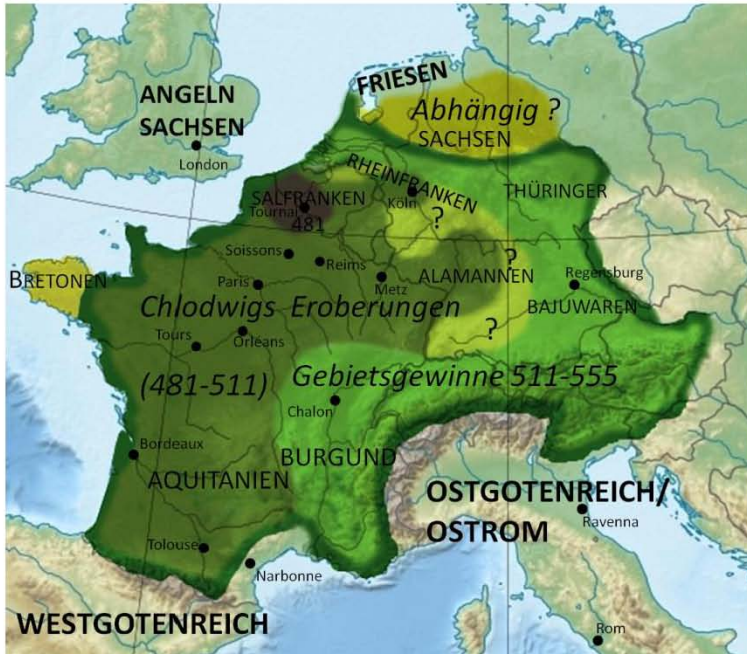 FRIESEN
ANGELN
SACHSEN
London
Abhängig ?
SACHSEN
RHEINFRANKEN
Köln
THÜRINGER
SALFRANKEN
Tournai
481
?
Soissons
Reims
?
BRETONEN
Paris
Metz
ALAMANNEN
Regensburg
BAJUWAREN
Chlodwigs Eroberungen
Tours
Orleans
?
(481-511)
Gebietsgewinne 511-555
Chalon
Bordeaux
BURGUND
AQUITANIEN
OSTGOTENREICH/
OSTROM
Ravenna
Tolouse
Narbonne
WESTGOTENREICH
Rom